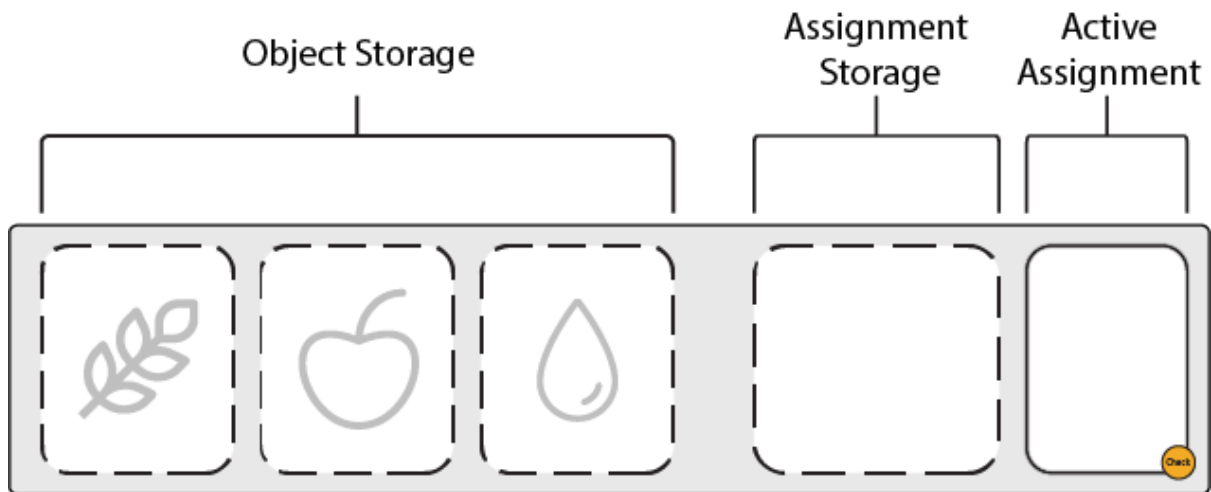 Object Storage
Assignment
Storage
Active
Assignment
Check